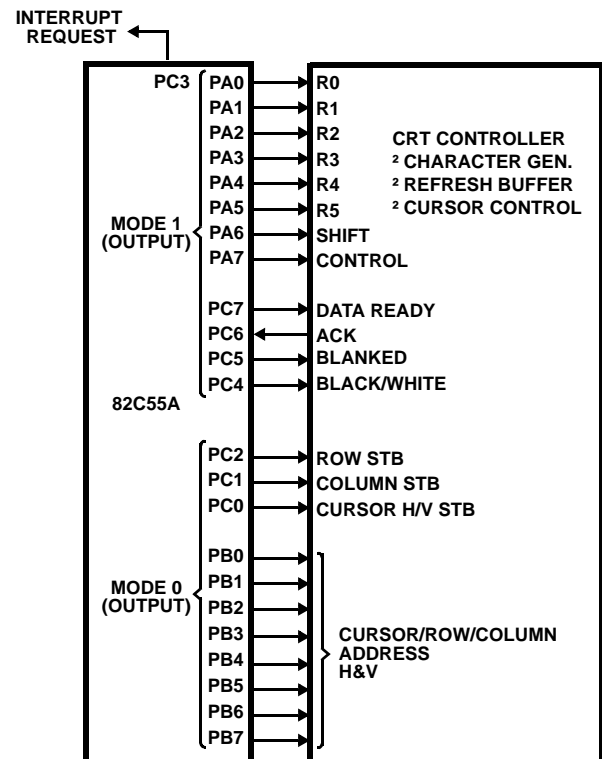 INTERRUPT
REQUEST
PC3 PA0 R0
PA1 R1
PA2 R2
CRT CONTROLLER
PA3 R3
² CHARACTER GEN.
PA4 R4
² REFRESH BUFFER
PA5 R5
² CURSOR CONTROL
MODE 1
(OUTPUT)
PA6 SHIFT
PA7 CONTROL
PC7 DATA READY
PC6 ACK
PC5 BLANKED
PC4 BLACK/WHITE
82C55A
PC2 ROW STB
PC1 COLUMN STB
PC0 CURSOR H/V STB
PB0
PB1
MODE 0
(OUTPUT)
PB2
PB3
PB4
PB5
PB6
PB7
CURSOR/ROW/COLUMN
ADDRESS
H&V